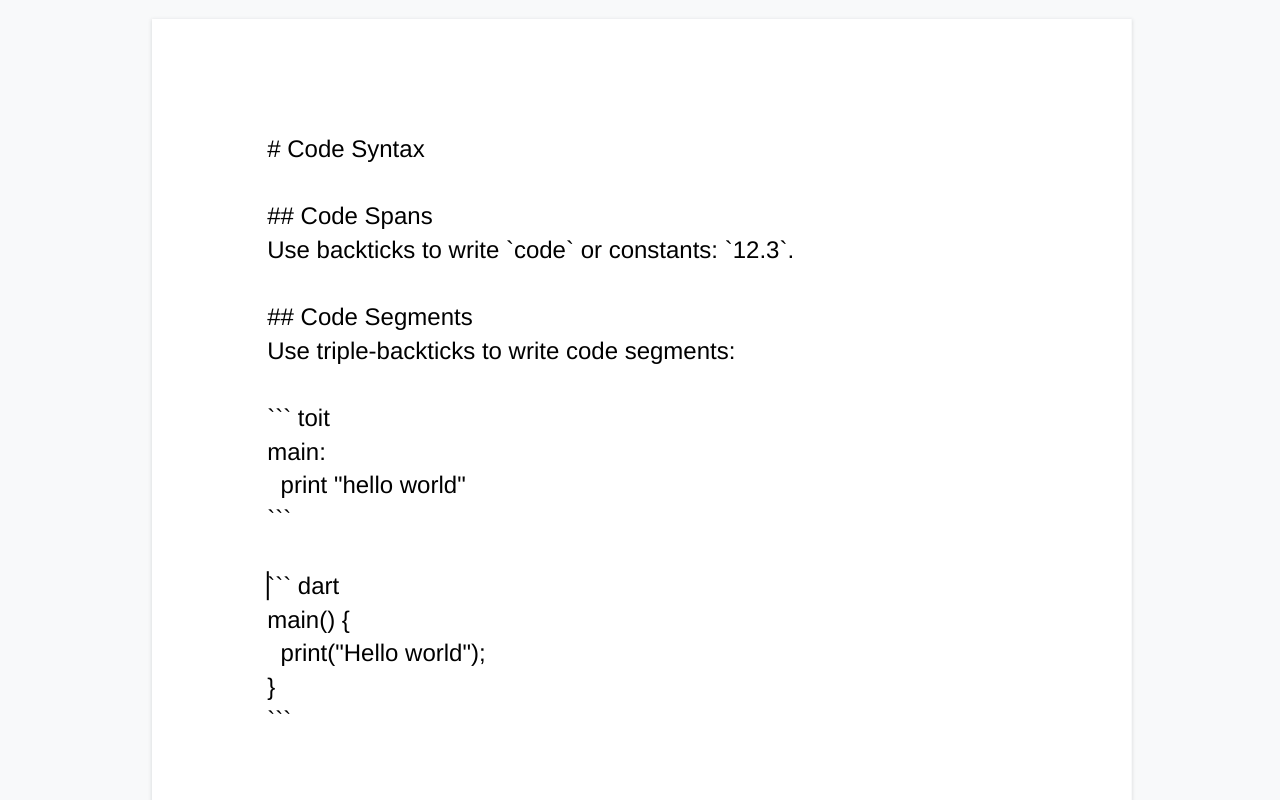 # Code Syntax
## Code Spans
Use backticks to write `code` or constants: `12.3`.
## Code Segments
Use triple-backticks to write code segments:
``` toit
main:
  print "hello world"
```
``` dart
main() {
  print("Hello world");
}
```